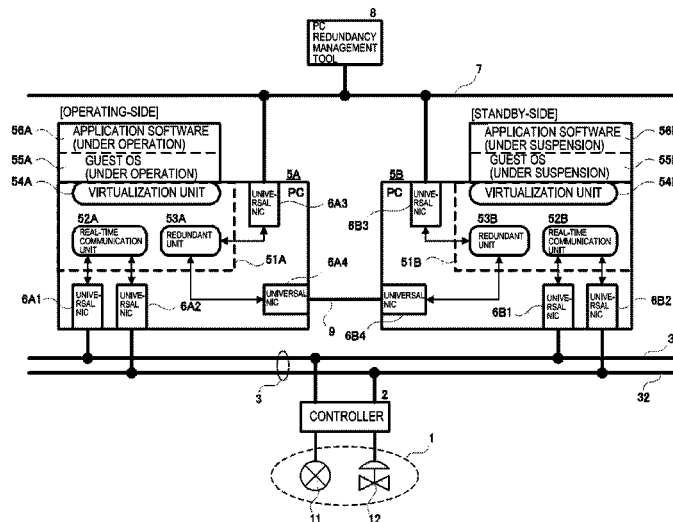 8
PC
REDUNDANCY
MANAGEMENT
TOOL
7
[OPERATING-SIDE]
[STANDBY-SIDE]
56A
APPLICATION SOFTWARE
(UNDER OPERATION)
APPLICATION SOFTWARE
(UNDER SUSPENSION)
55A
GUEST OS
(UNDER OPERATION)
5A
5B
GUEST OS
(UNDER SUSPENSION)
54A
VIRTUALIZATION UNIT
UNIVE-
RSAL
NIC
PC
PC
UNIVE-
RSAL
NIC
VIRTUALIZATION UNIT
6A3
6B3
52A
53A
53B
52B
REAL-TIME
COMMUNICATION
UNIT
REDUNDANT
UNIT
REDUNDANT
UNIT
REAL-TIME
COMMUNICATION
UNIT
51A
51B
6A4
6A1
UNIVE-
RSAL
NIC
UNIVE-
RSAL
NIC
6A2
UNIVERSAL
NIC
9
UNIVERSAL
NIC
6B4
6B1
UNIVE-
RSAL
NIC
UNIVE-
RSAL
NIC
6B2
3
32
2
CONTROLLER
1
11
12